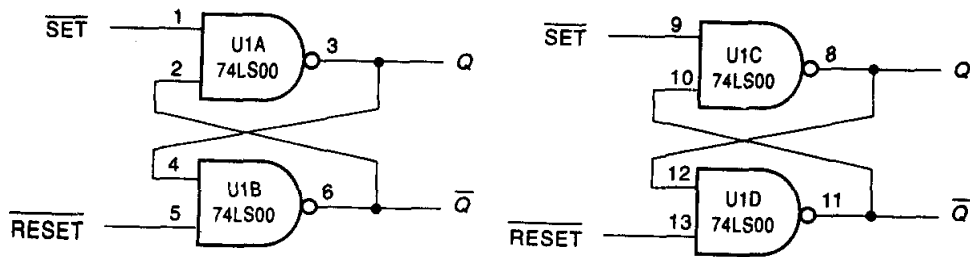 SET 1 U1A 74LS00 2 3 Q
4 U1B 74LS00 5 6 Q
RESET
SET 9 U1C 74LS00 10 8 Q
12 U1D 74LS00 13 11 Q
RESET